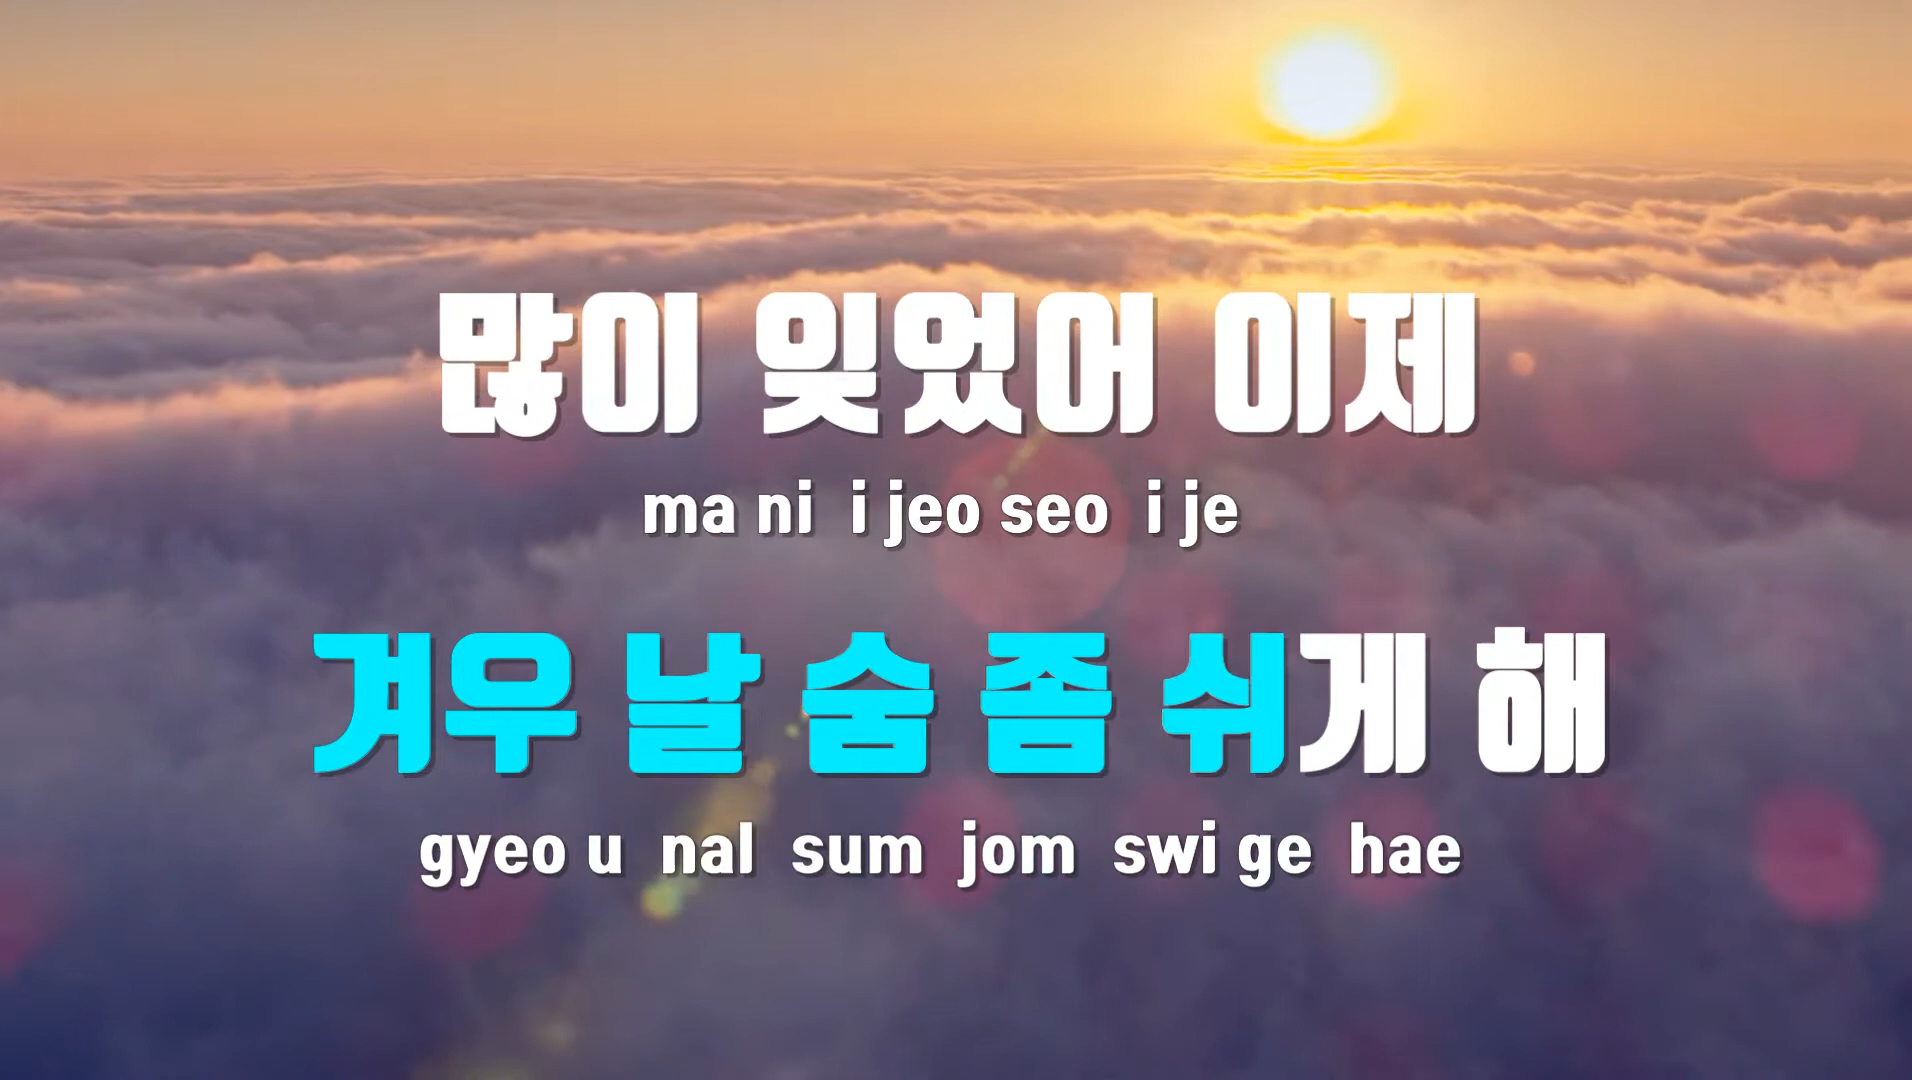 많이 잊었어 이제
ma ni i jeo seo i je
겨우 날 숨 좀 쉬게 해
gyeo u nal sum jom swi ge hae